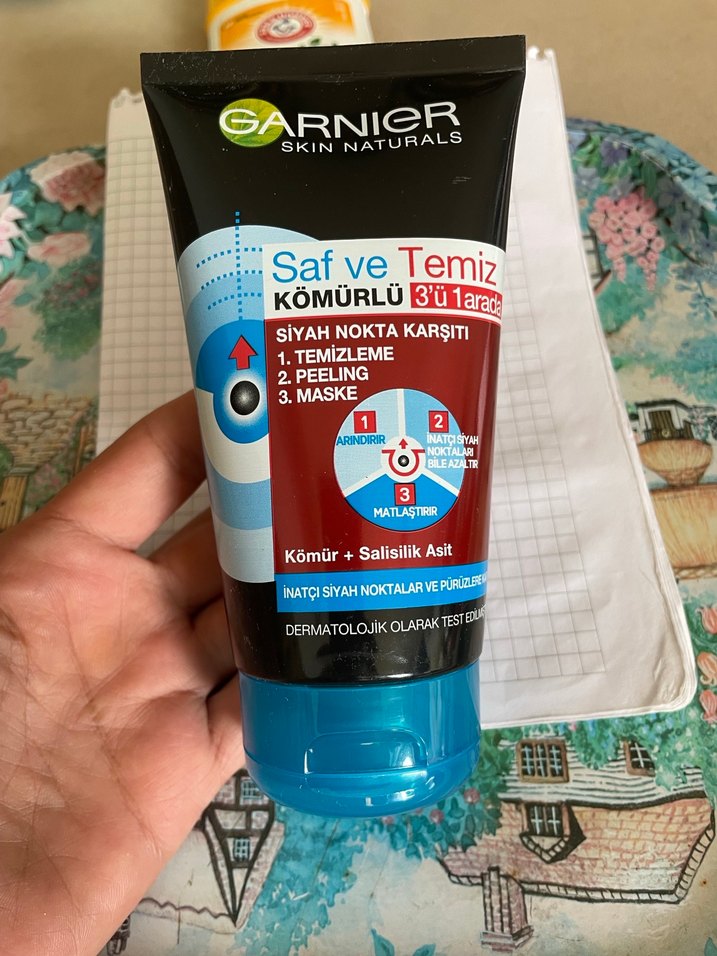 GARNIER
SKIN NATURALS
Saf ve Temiz
KÖMÜRLÜ 3'ü 1 arada
SİYAH NOKTA KARŞITI
1. TEMİZLEME
2. PEELING
3. MASKE
1
ARINDIRIR
2
İNATÇI SİYAH
NOKTALARI
BİLE AZALTIR
3
MATLAŞTIRIR
Kömür + Salisilik Asit
İNATÇI SİYAH NOKTALAR VE PÜRÜZLERE
DERMATOLOJİK OLARAK TEST